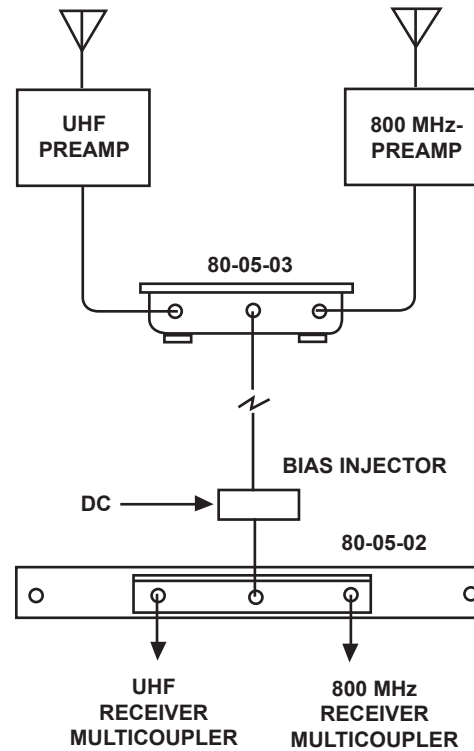 UHF
PREAMP
800 MHz-
PREAMP
80-05-03
BIAS INJECTOR
DC
80-05-02
UHF
RECEIVER
MULTICOUPLER
800 MHz
RECEIVER
MULTICOUPLER